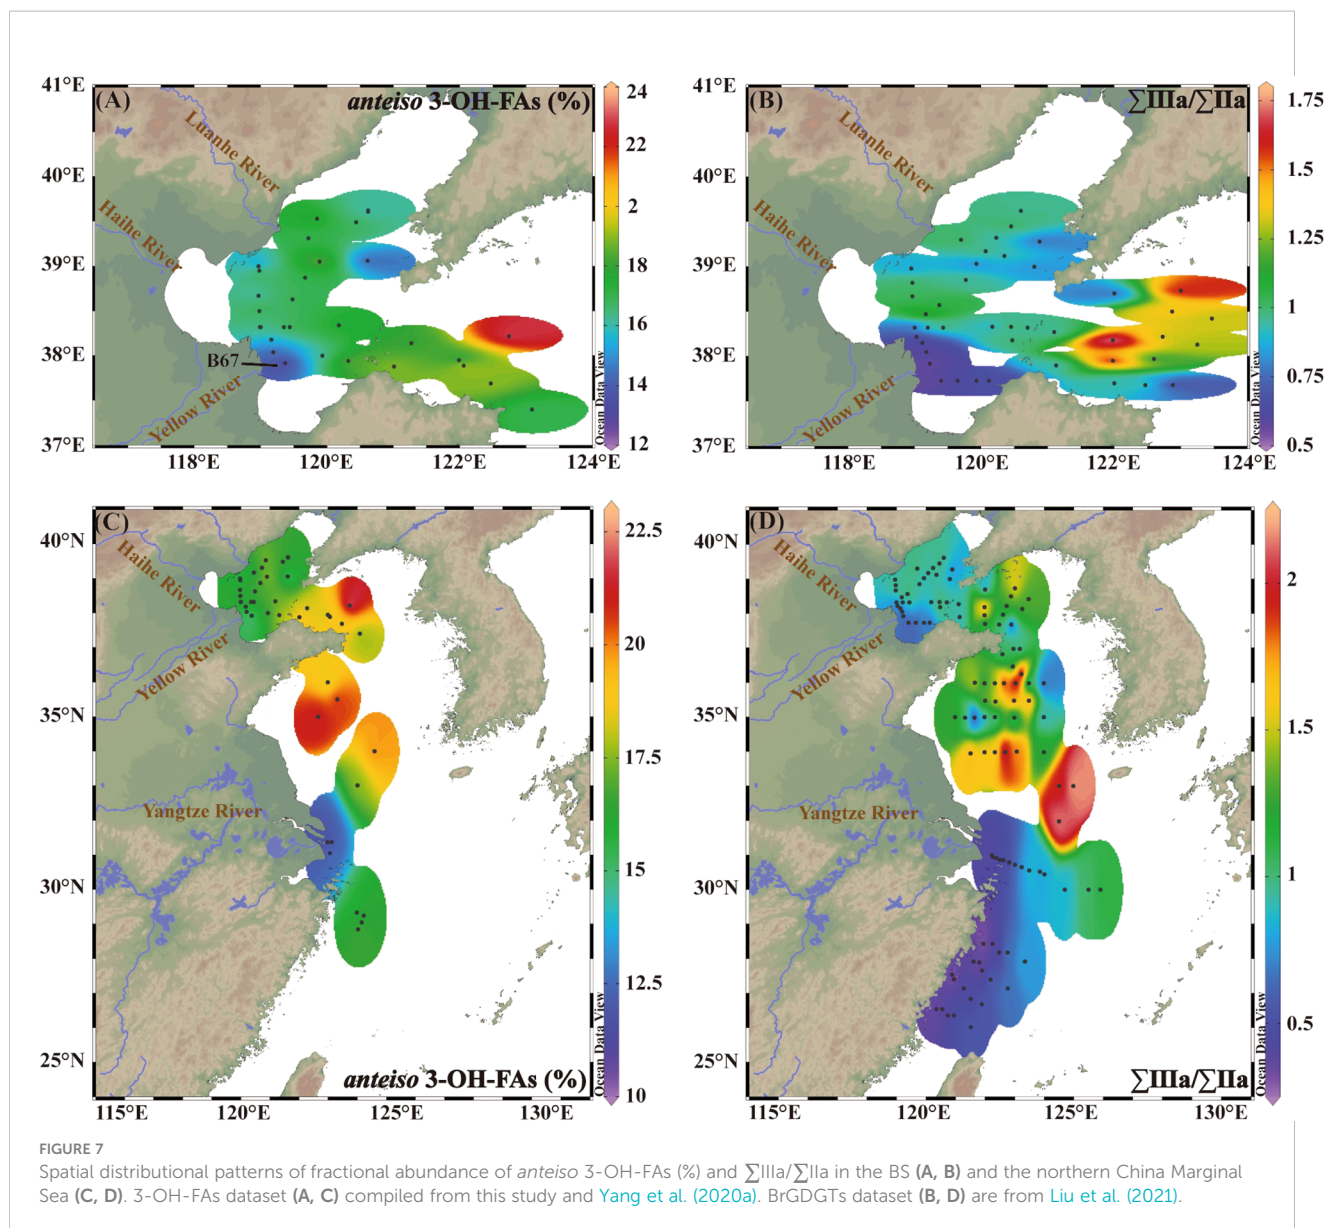 (A)
anteiso 3-OH-FAs (%)
Luanhe River
Haihe River
Yellow River
B67
41°E
40°E
39°E
38°E
37°E
118°E 120°E 122°E 124°E
24
22
2
18
16
14
12
Ocean Data View
(B)
∑IIIa/∑IIa
Luanhe River
Haihe River
Yellow River
41°E
40°E
39°E
38°E
37°E
118°E 120°E 122°E 124°E
1.75
1.5
1.25
1
0.75
0.5
Ocean Data View
(C)
Haihe River
Yellow River
Yangtze River
anteiso 3-OH-FAs (%)
40°N
35°N
30°N
25°N
115°E 120°E 125°E 130°E
22.5
20
17.5
15
12.5
10
Ocean Data View
(D)
Haihe River
Yellow River
Yangtze River
∑IIIa/∑IIa
40°N
35°N
30°N
25°N
115°E 120°E 125°E 130°E
2
1.5
1
0.5
Ocean Data View
FIGURE 7
Spatial distributional patterns of fractional abundance of anteiso 3-OH-FAs (%) and ∑IIIa/∑IIa in the BS (A, B) and the northern China Marginal
Sea (C, D). 3-OH-FAs dataset (A, C) compiled from this study and Yang et al. (2020a). BrGDGTs dataset (B, D) are from Liu et al. (2021).